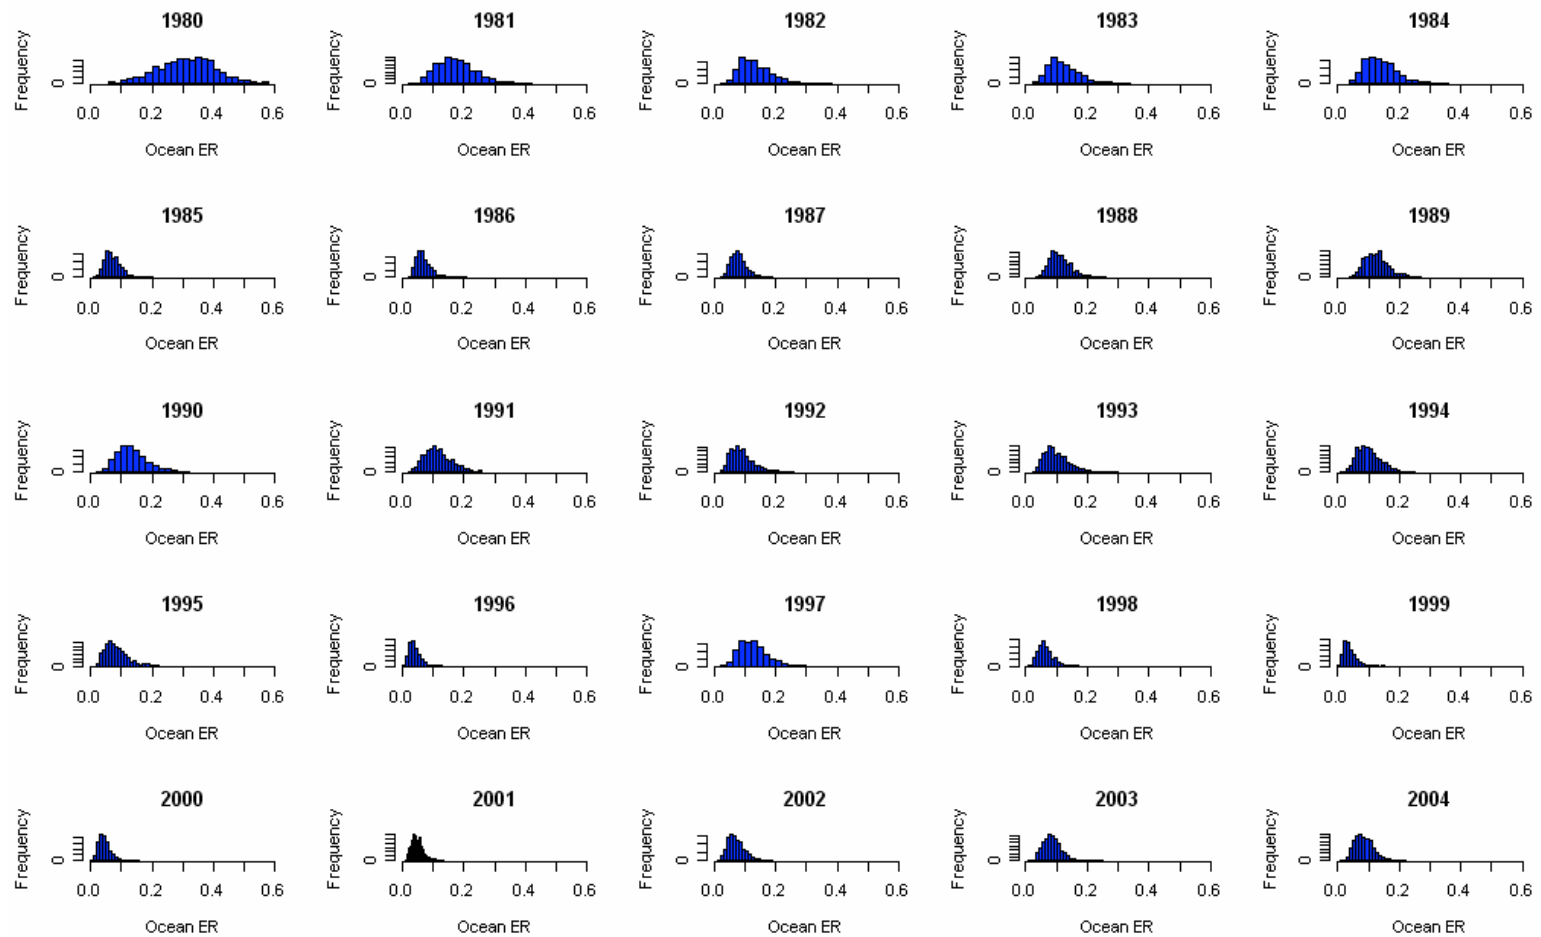 1980 1981 1982 1983 1984
Frequency Frequency Frequency Frequency Frequency
0 0 0 0 0
0.0 0.2 0.4 0.6 0.0 0.2 0.4 0.6 0.0 0.2 0.4 0.6 0.0 0.2 0.4 0.6 0.0 0.2 0.4 0.6
Ocean ER Ocean ER Ocean ER Ocean ER Ocean ER
1985 1986 1987 1988 1989
Frequency Frequency Frequency Frequency Frequency
0 0 0 0 0
0.0 0.2 0.4 0.6 0.0 0.2 0.4 0.6 0.0 0.2 0.4 0.6 0.0 0.2 0.4 0.6 0.0 0.2 0.4 0.6
Ocean ER Ocean ER Ocean ER Ocean ER Ocean ER
1990 1991 1992 1993 1994
Frequency Frequency Frequency Frequency Frequency
0 0 0 0 0
0.0 0.2 0.4 0.6 0.0 0.2 0.4 0.6 0.0 0.2 0.4 0.6 0.0 0.2 0.4 0.6 0.0 0.2 0.4 0.6
Ocean ER Ocean ER Ocean ER Ocean ER Ocean ER
1995 1996 1997 1998 1999
Frequency Frequency Frequency Frequency Frequency
0 0 0 0 0
0.0 0.2 0.4 0.6 0.0 0.2 0.4 0.6 0.0 0.2 0.4 0.6 0.0 0.2 0.4 0.6 0.0 0.2 0.4 0.6
Ocean ER Ocean ER Ocean ER Ocean ER Ocean ER
2000 2001 2002 2003 2004
Frequency Frequency Frequency Frequency Frequency
0 0 0 0 0
0.0 0.2 0.4 0.6 0.0 0.2 0.4 0.6 0.0 0.2 0.4 0.6 0.0 0.2 0.4 0.6 0.0 0.2 0.4 0.6
Ocean ER Ocean ER Ocean ER Ocean ER Ocean ER